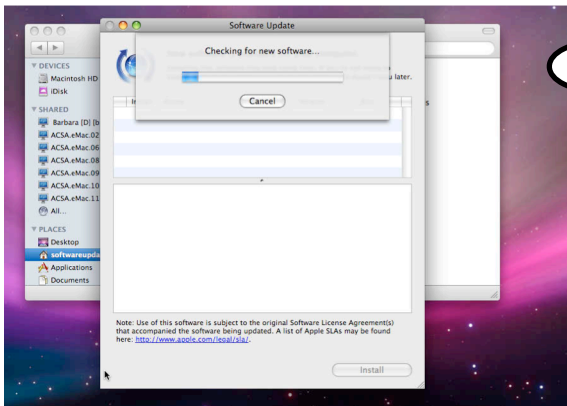 Software Update
Checking for new software...
later.
Cancel
DEVICES
Macintosh HD
iDisk
SHARED
Barbara [D] [b
ACSA.eMac.02
ACSA.eMac.06
ACSA.eMac.08
ACSA.eMac.09
ACSA.eMac.10
ACSA.eMac.11
All...
PLACES
Desktop
softwareupda
Applications
Documents
s
Note: Use of this software is subject to the original Software License Agreement(s)
that accompanied the software being updated. A list of Apple SLAs may be found
here: http://www.apple.com/legal/sla/.
Install